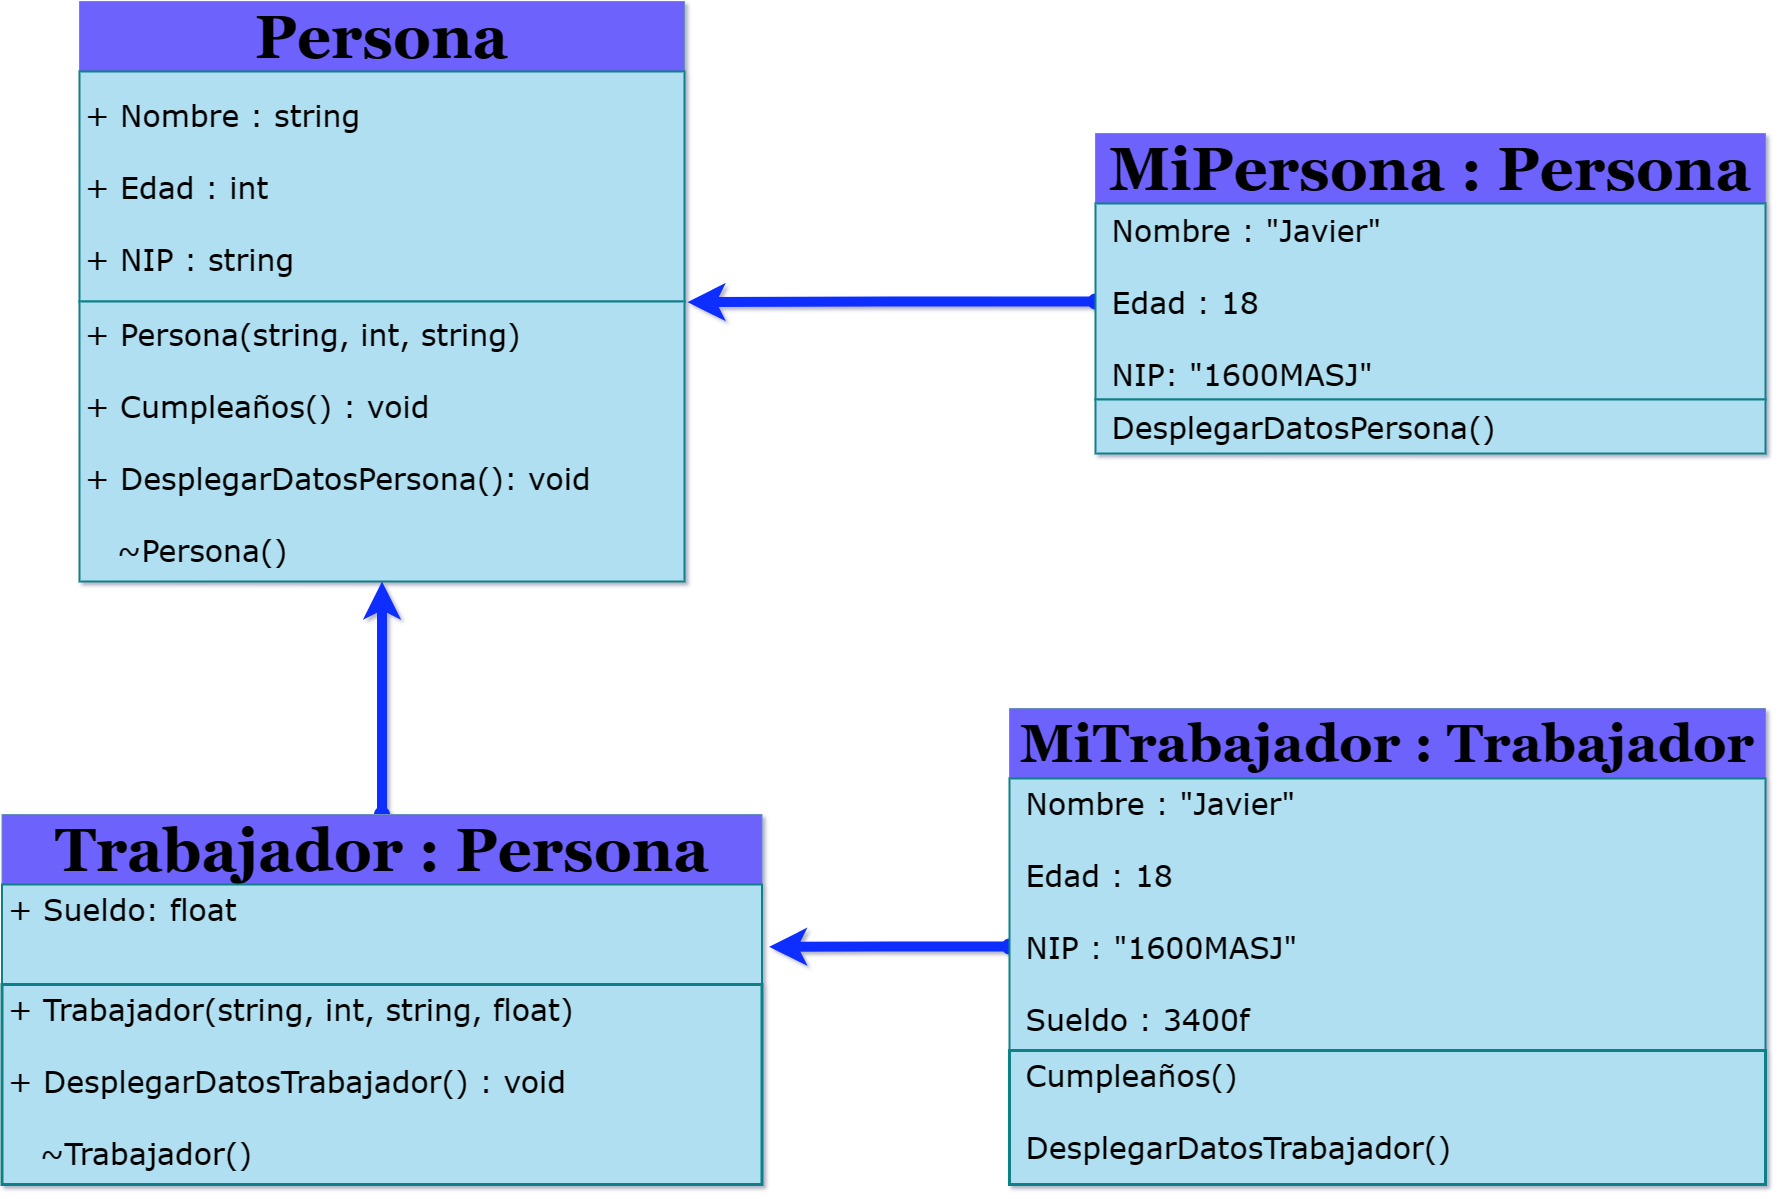 Persona
+ Nombre : string
+ Edad : int
+ NIP : string
+ Persona(string, int, string)
+ Cumpleaños() : void
+ DesplegarDatosPersona(): void
~Persona()
MiPersona : Persona
Nombre : "Javier"
Edad : 18
NIP: "1600MASJ"
DesplegarDatosPersona()
Trabajador : Persona
+ Sueldo: float
+ Trabajador(string, int, string, float)
+ DesplegarDatosTrabajador() : void
~Trabajador()
MiTrabajador : Trabajador
Nombre : "Javier"
Edad : 18
NIP : "1600MASJ"
Sueldo : 3400f
Cumpleaños()
DesplegarDatosTrabajador()